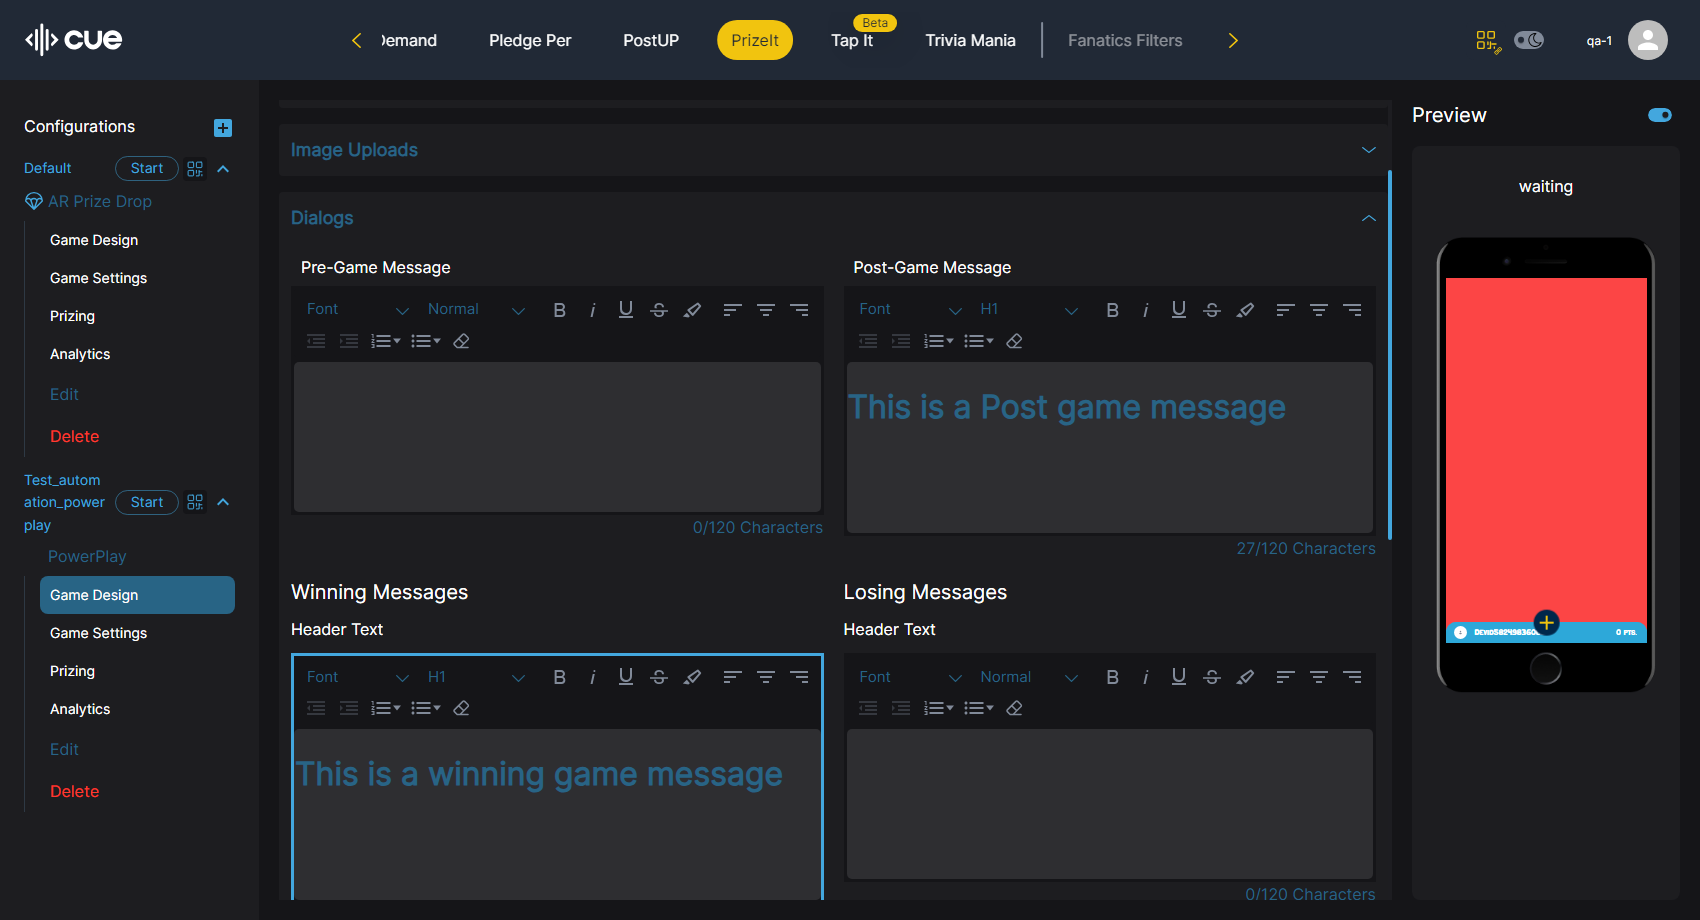 cue
Demand
Pledge Per
PostUP
PrizeIt
Beta
Tap It
Trivia Mania
Fanatics Filters
qa-1
Configurations
Default
Start
AR Prize Drop
Game Design
Game Settings
Prizing
Analytics
Edit
Delete
Test_autom
ation_power
play
Start
PowerPlay
Game Design
Game Settings
Prizing
Analytics
Edit
Delete
Image Uploads
Dialogs
Pre-Game Message
Font
Normal
B
i
U
S
0/120 Characters
Post-Game Message
Font
H1
B
i
U
S
This is a Post game message
27/120 Characters
Winning Messages
Header Text
Font
H1
B
i
U
S
This is a winning game message
Losing Messages
Header Text
Font
Normal
B
i
U
S
0/120 Characters
Preview
waiting
0 PTS.